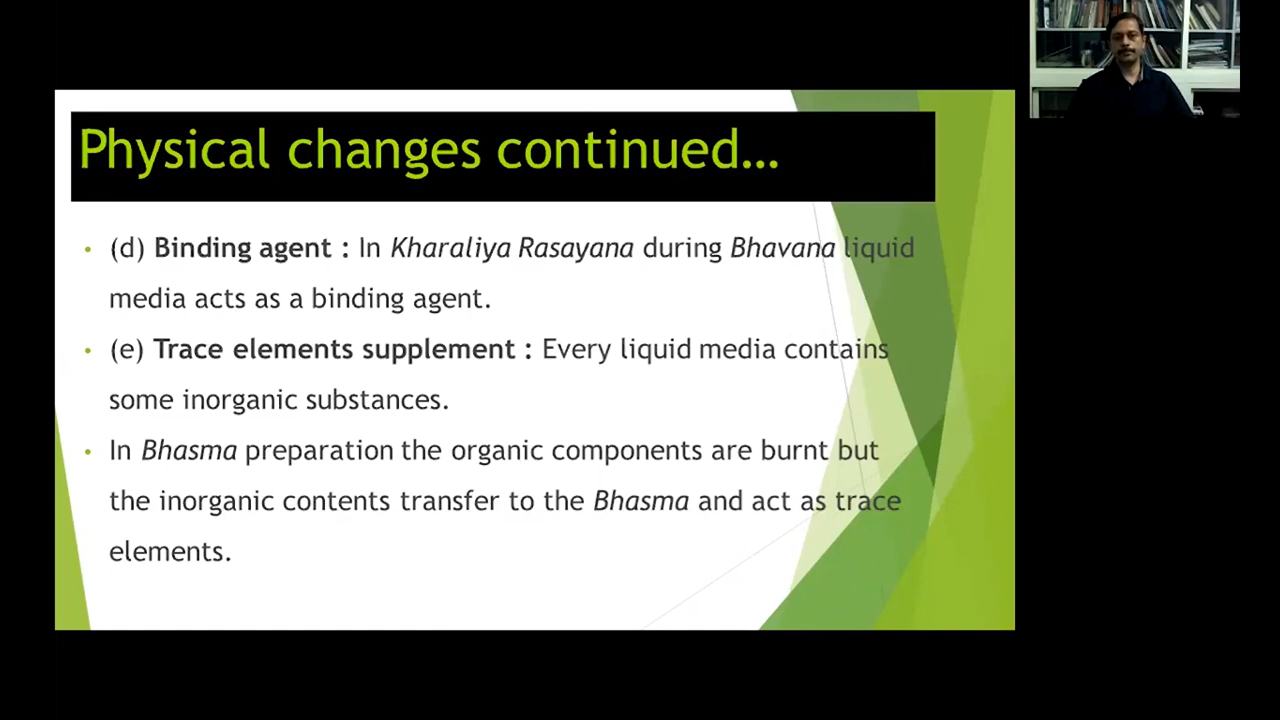 Physical changes continued...
• (d) Binding agent : In Kharaliya Rasayana during Bhavana liquid
media acts as a binding agent.
• (e) Trace elements supplement : Every liquid media contains
some inorganic substances.
• In Bhasma preparation the organic components are burnt but
the inorganic contents transfer to the Bhasma and act as trace
elements.